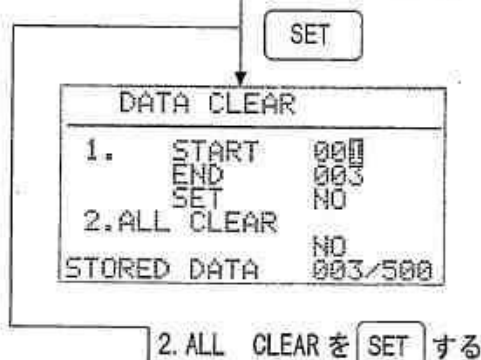 SET
DATA CLEAR
1. START 001
END 003
SET NO
2.ALL CLEAR
NO
STORED DATA 003/500
2. ALL CLEAR を SET する